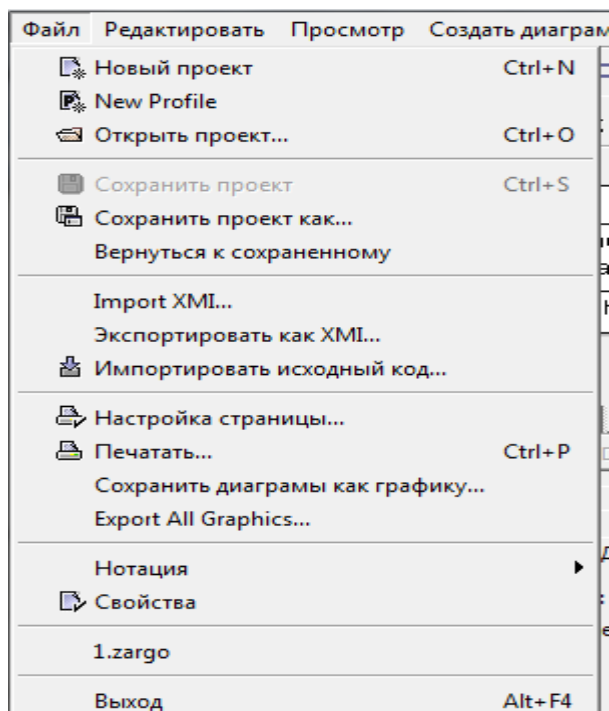 Файл Редактировать Просмотр Создать диаграм
Новый проект Ctrl+N
New Profile
Открыть проект... Ctrl+O
Сохранить проект Ctrl+S
Сохранить проект как...
Вернуться к сохраненному
Import XMI...
Экспортировать как XMI...
Импортировать исходный код...
Настройка страницы...
Печатать... Ctrl+P
Сохранить диаграмы как графику...
Export All Graphics...
Нотация
Свойства
1.zargo
Выход Alt+F4